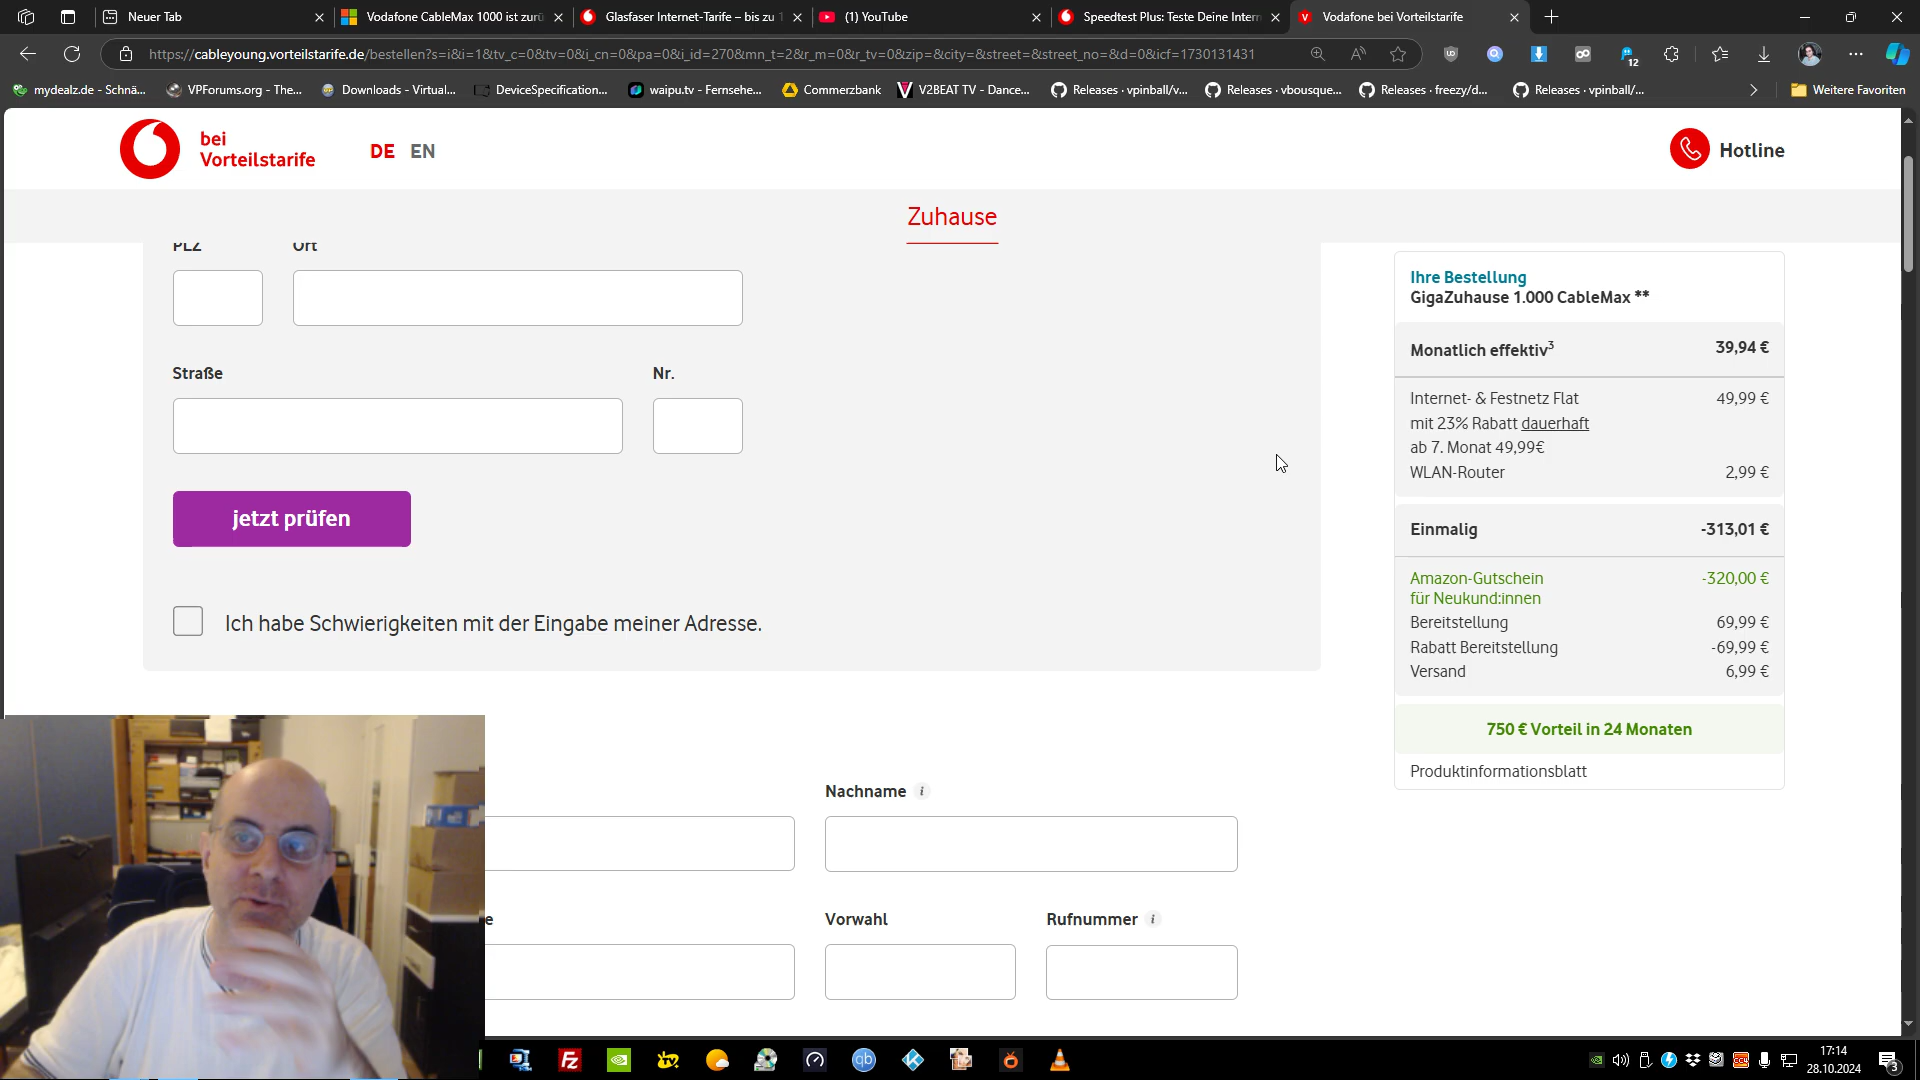 Neuer Tab
Vodafone CableMax 1000 ist zurü
Glasfaser Internet-Tarife – bis zu 1
(1) YouTube
Speedtest Plus: Teste Deine Intern
Vodafone bei Vorteilstarife
https://cableyoung.vorteilstarife.de/bestellen?s=i&i=1&tv_c=0&tv=0&i_cn=0&pa=0&i_id=270&mn_t=2&r_m=0&r_tv=0&zip=&city=&street=&street_no=&d=0&icf=1730131431
12
mydealz.de - Schnä...
VPForums.org - The...
Downloads - Virtual...
DeviceSpecification...
waipu.tv - Fernsehe...
Commerzbank
V2BEAT TV - Dance...
Releases · vpinball/v...
Releases · vbousque...
Releases · freezy/d...
Releases · vpinball/...
Weitere Favoriten
bei
Vorteilstarife
DE EN
Hotline
Zuhause
PLZ
Ort
Straße
Nr.
jetzt prüfen
Ich habe Schwierigkeiten mit der Eingabe meiner Adresse.
Ihre Bestellung
GigaZuhause 1.000 CableMax **
Monatlich effektiv³ 39,94 €
Internet- & Festnetz Flat 49,99 €
mit 23% Rabatt dauerhaft
ab 7. Monat 49,99€
WLAN-Router 2,99 €
Einmalig -313,01 €
Amazon-Gutschein -320,00 €
für Neukund:innen
Bereitstellung 69,99 €
Rabatt Bereitstellung -69,99 €
Versand 6,99 €
750 € Vorteil in 24 Monaten
Produktinformationsblatt
Nachname i
e
Vorwahl
Rufnummer i
17:14
28.10.2024
3